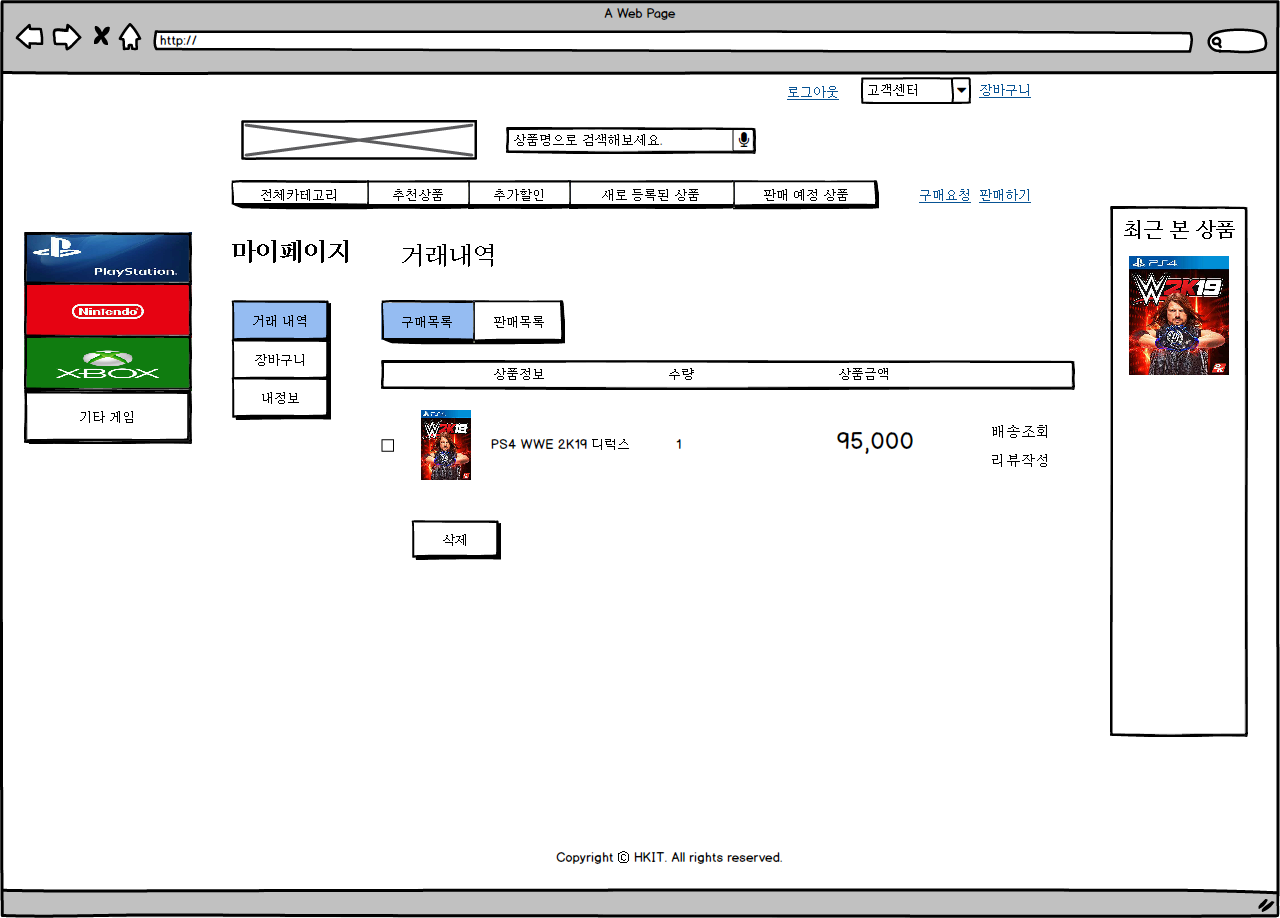 A Web Page
http://
로그아웃 고객센터 장바구니
상품명으로 검색해보세요.
전체카테고리 추천상품 추가할인 새로 등록된 상품 판매 예정 상품 구매요청 판매하기
PlayStation.
Nintendo
XBOX
기타 게임
마이페이지
거래 내역
장바구니
내정보
거래내역
구매목록 판매목록
상품정보 수량 상품금액
PS4
W2K19
PS4 WWE 2K19 디럭스 1 95,000
배송조회
리뷰작성
삭제
최근 본 상품
PS4
W2K19
2K
Copyright © HKIT. All rights reserved.